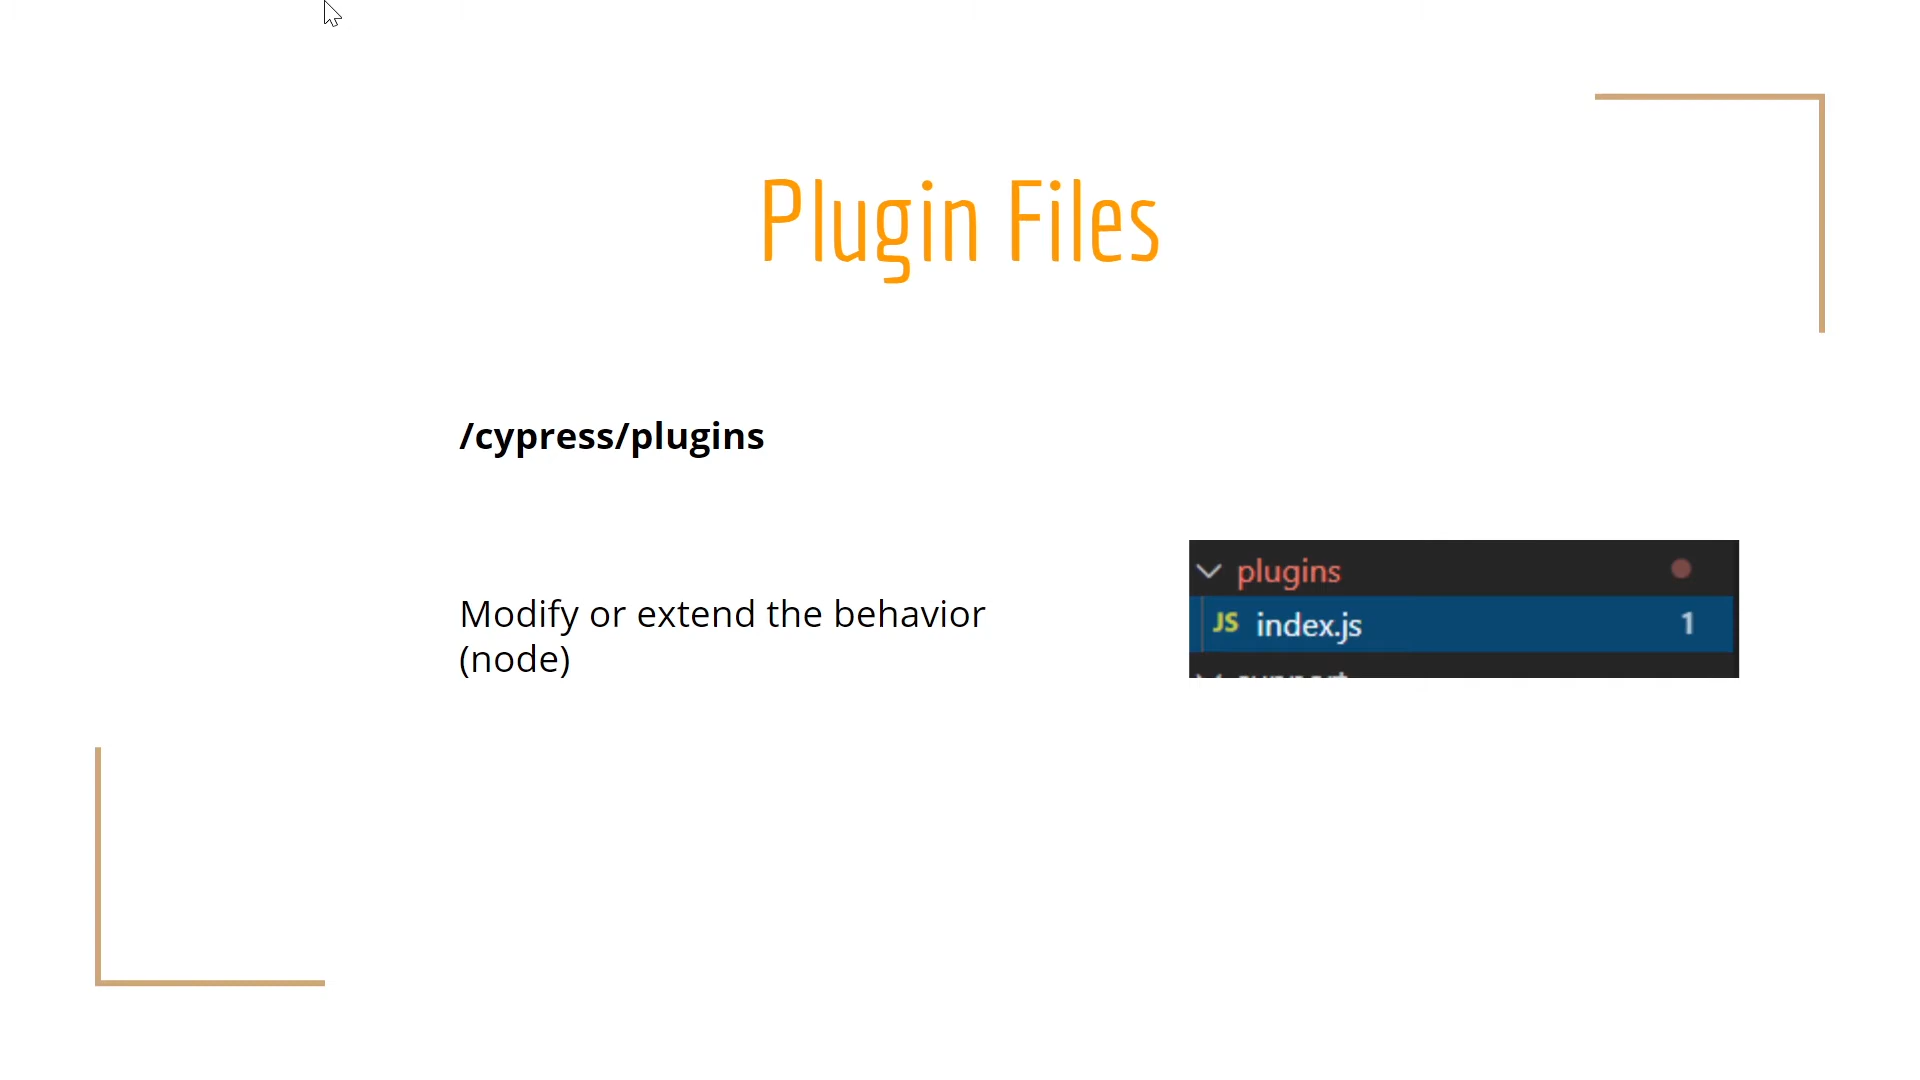 Plugin Files
/cypress/plugins
Modify or extend the behavior
(node)
plugins
JS index.js 1